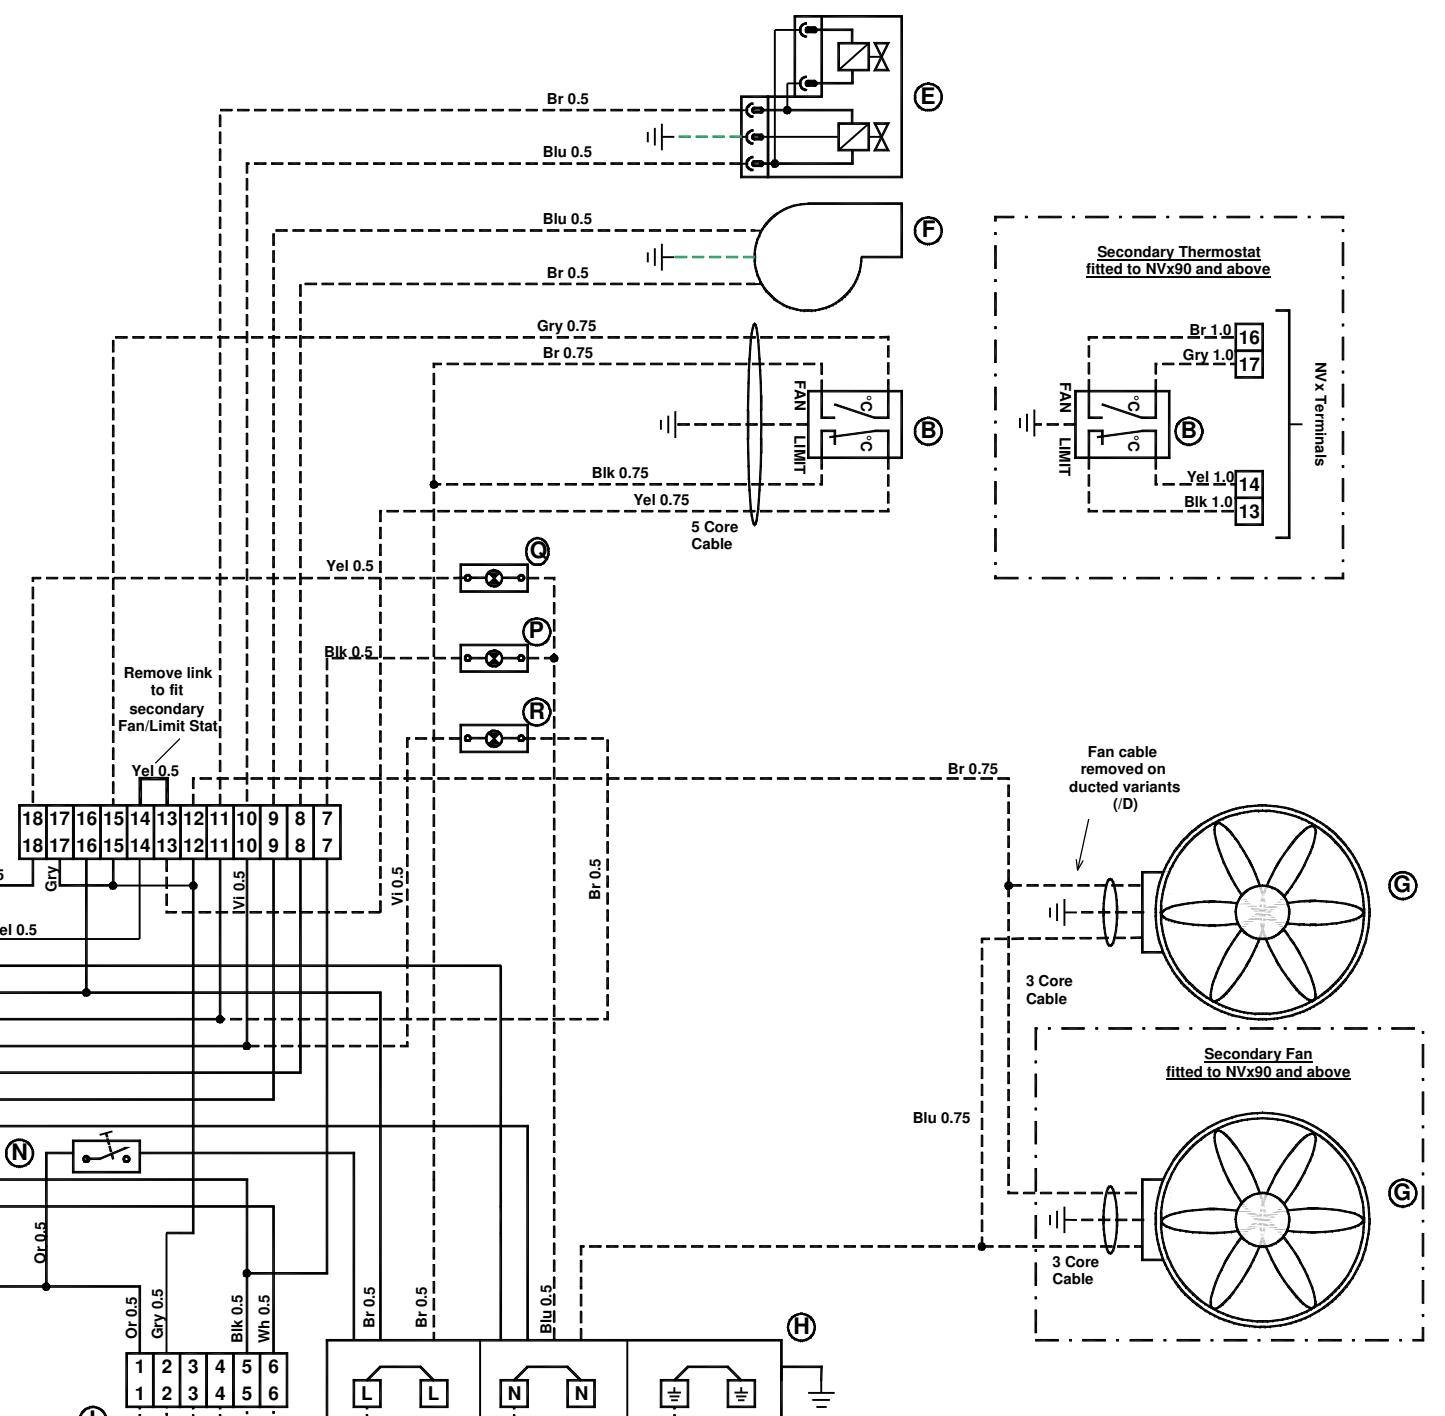 E
Br 0.5
Blu 0.5
F
Blu 0.5
Br 0.5
Secondary Thermostat
fitted to NVx90 and above
Gry 0.75
Br 0.75
FAN
LIMIT
°C
°C
B
Blk 0.75
Yel 0.75
5 Core
Cable
Br 1.0
16
Gry 1.0
17
FAN
LIMIT
°C
°C
B
Yel 1.0
14
Blk 1.0
13
NVx Terminals
Q
Yel 0.5
P
Blk 0.5
R
Remove link
to fit
secondary
Fan/Limit Stat
Yel 0.5
Br 0.75
Fan cable
removed on
ducted variants
(/D)
18 17 16 15 14 13 12 11 10 9 8 7
18 17 16 15 14 13 12 11 10 9 8 7
5
Gry
Vi 0.5
Vi 0.5
Br 0.5
G
el 0.5
3 Core
Cable
Secondary Fan
fitted to NVx90 and above
Blu 0.75
N
G
Or 0.5
3 Core
Cable
Or 0.5
Gry 0.5
Blk 0.5
Wh 0.5
Br 0.5
Br 0.5
Blu 0.5
H
1 2 3 4 5 6
1 2 3 4 5 6
L
L
N
N